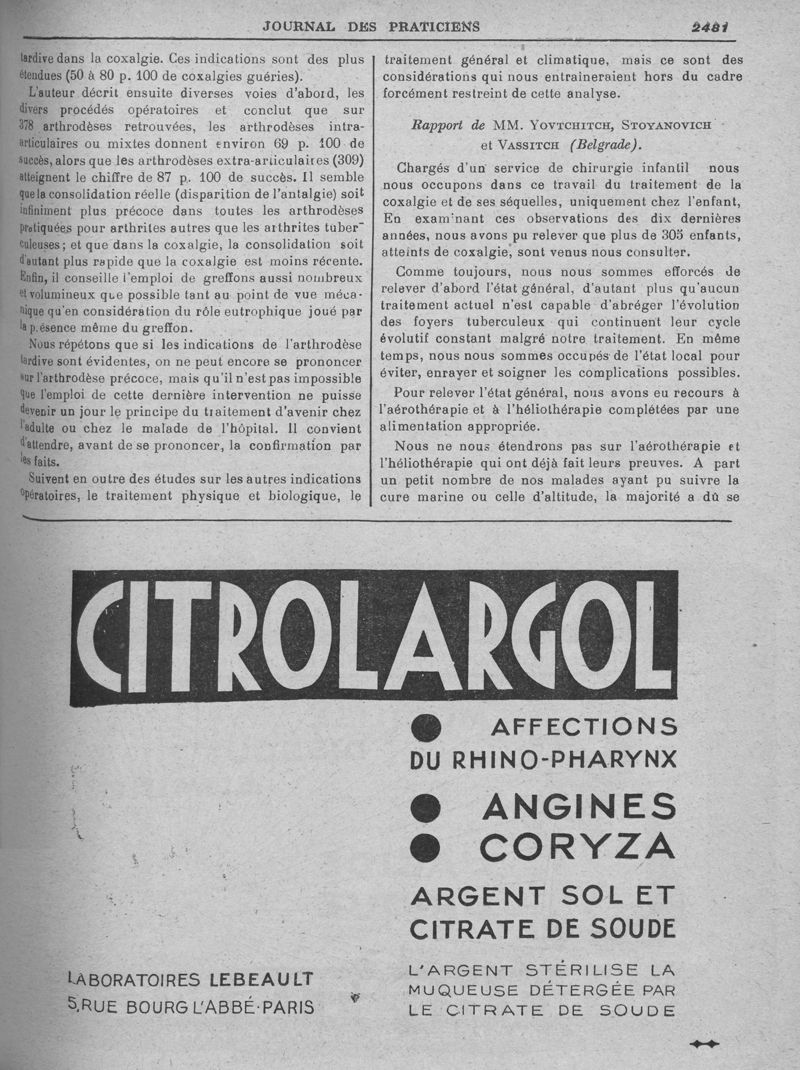 JOURNAL DES PRATICIENS 2481
tardive dans la coxalgie. Ces indications sont des plus
étendues (50 à 80 p. 100 de coxalgies guéries).
L'auteur décrit ensuite diverses voies d'abord, les
divers procédés opératoires et conclut que sur
378 arthrodèses retrouvées, les arthrodèses intra-
articulaires ou mixtes donnent environ 69 p. 100 de
succès, alors que les arthrodèses extra-articulaires (309)
atteignent le chiffre de 87 p. 100 de succès. Il semble
que la consolidation réelle (disparition de l'antalgie) soit
infiniment plus précoce dans toutes les arthrodèses
pratiquées pour arthrites autres que les arthrites tuber-
culeuses; et que dans la coxalgie, la consolidation soit
d'autant plus rapide que la coxalgie est moins récente.
Enfin, il conseille l'emploi de greffons aussi nombreux
et volumineux que possible tant au point de vue méca-
nique qu'en considération du rôle eutrophique joué par
la p.ésence même du greffon.
Nous répétons que si les indications de l'arthrodèse
tardive sont évidentes, on ne peut encore se prononcer
sur l'arthrodèse précoce, mais qu'il n'est pas impossible
que l'emploi de cette dernière intervention ne puisse
devenir un jour le principe du traitement d'avenir chez
l'adulte ou chez le malade de l'hôpital. Il convient
d'attendre, avant de se prononcer, la confirmation par
les faits.
Suivent en outre des études sur les autres indications
opératoires, le traitement physique et biologique, le
traitement général et climatique, mais ce sont des
considérations qui nous entraineraient hors du cadre
forcément restreint de cette analyse.
Rapport de MM. YOVTCHITCH, STOYANOVICH
et VASSITCH (Belgrade).
Chargés d'un service de chirurgie infantil nous
nous occupons dans ce travail du traitement de la
coxalgie et de ses séquelles, uniquement chez l'enfant,
En examinant ces observations des dix dernières
années, nous avons pu relever que plus de 305 enfants,
atteints de coxalgie, sont venus nous consulter.
Comme toujours, nous nous sommes efforcés de
relever d'abord l'état général, d'autant plus qu'aucun
traitement actuel n'est capable d'abréger l'évolution
des foyers tuberculeux qui continuent leur cycle
évolutif constant malgré notre traitement. En même
temps, nous nous sommes occupés de l'état local pour
éviter, enrayer et soigner les complications possibles.
Pour relever l'état général, nous avons eu recours à
l'aérothérapie et à l'héliothérapie complétées par une
alimentation appropriée.
Nous ne nous étendrons pas sur l'aérothérapie et
l'héliothérapie qui ont déjà fait leurs preuves. A part
un petit nombre de nos malades ayant pu suivre la
cure marine ou celle d'altitude, la majorité a dû se
CITROLARGOL
● AFFECTIONS
DU RHINO-PHARYNX
● ANGINES
● CORYZA
ARGENT SOL ET
CITRATE DE SOUDE
L'ARGENT STÉRILISE LA
MUQUEUSE DÉTERGÉE PAR
LE CITRATE DE SOUDE
LABORATOIRES LEBEAULT
5, RUE BOURG L'ABBÉ·PARIS